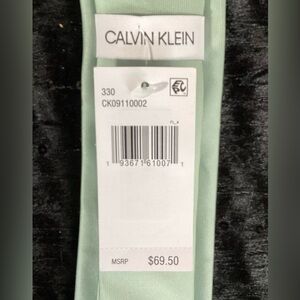 CALVIN KLEIN
330
CK09110002
1 93671 61007 1
MSRP $69.50